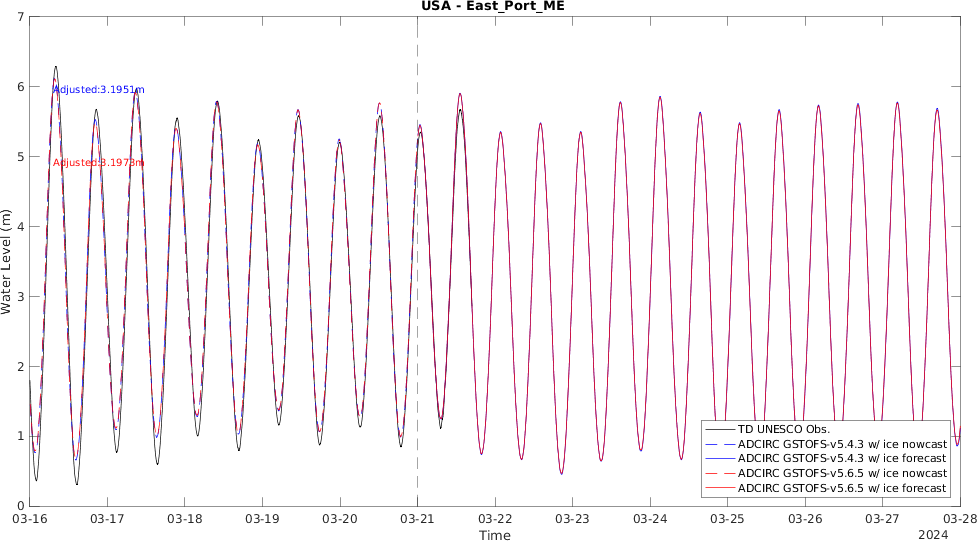 USA - East_Port_ME
7
6
5
4
3
2
1
0
Water Level (m)
Adjusted:3.1951m
Adjusted:3.1973m
TD UNESCO Obs.
ADCIRC GSTOFS-v5.4.3 w/ ice nowcast
ADCIRC GSTOFS-v5.4.3 w/ ice forecast
ADCIRC GSTOFS-v5.6.5 w/ ice nowcast
ADCIRC GSTOFS-v5.6.5 w/ ice forecast
03-16 03-17 03-18 03-19 03-20 03-21 03-22 03-23 03-24 03-25 03-26 03-27 03-28
Time
2024